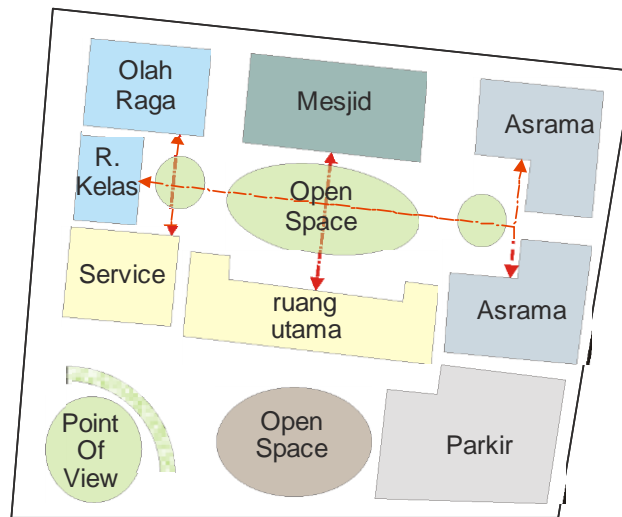 Olah
Raga
Mesjid
Asrama
R.
Kelas
Open
Space
Service
ruang
utama
Asrama
Point
Of
View
Open
Space
Parkir